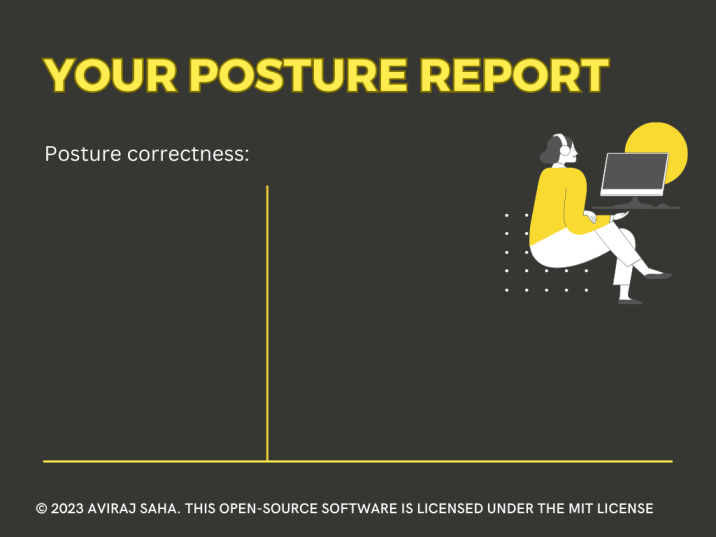 YOUR POSTURE REPORT
Posture correctness:
© 2023 AVIRAJ SAHA. THIS OPEN-SOURCE SOFTWARE IS LICENSED UNDER THE MIT LICENSE